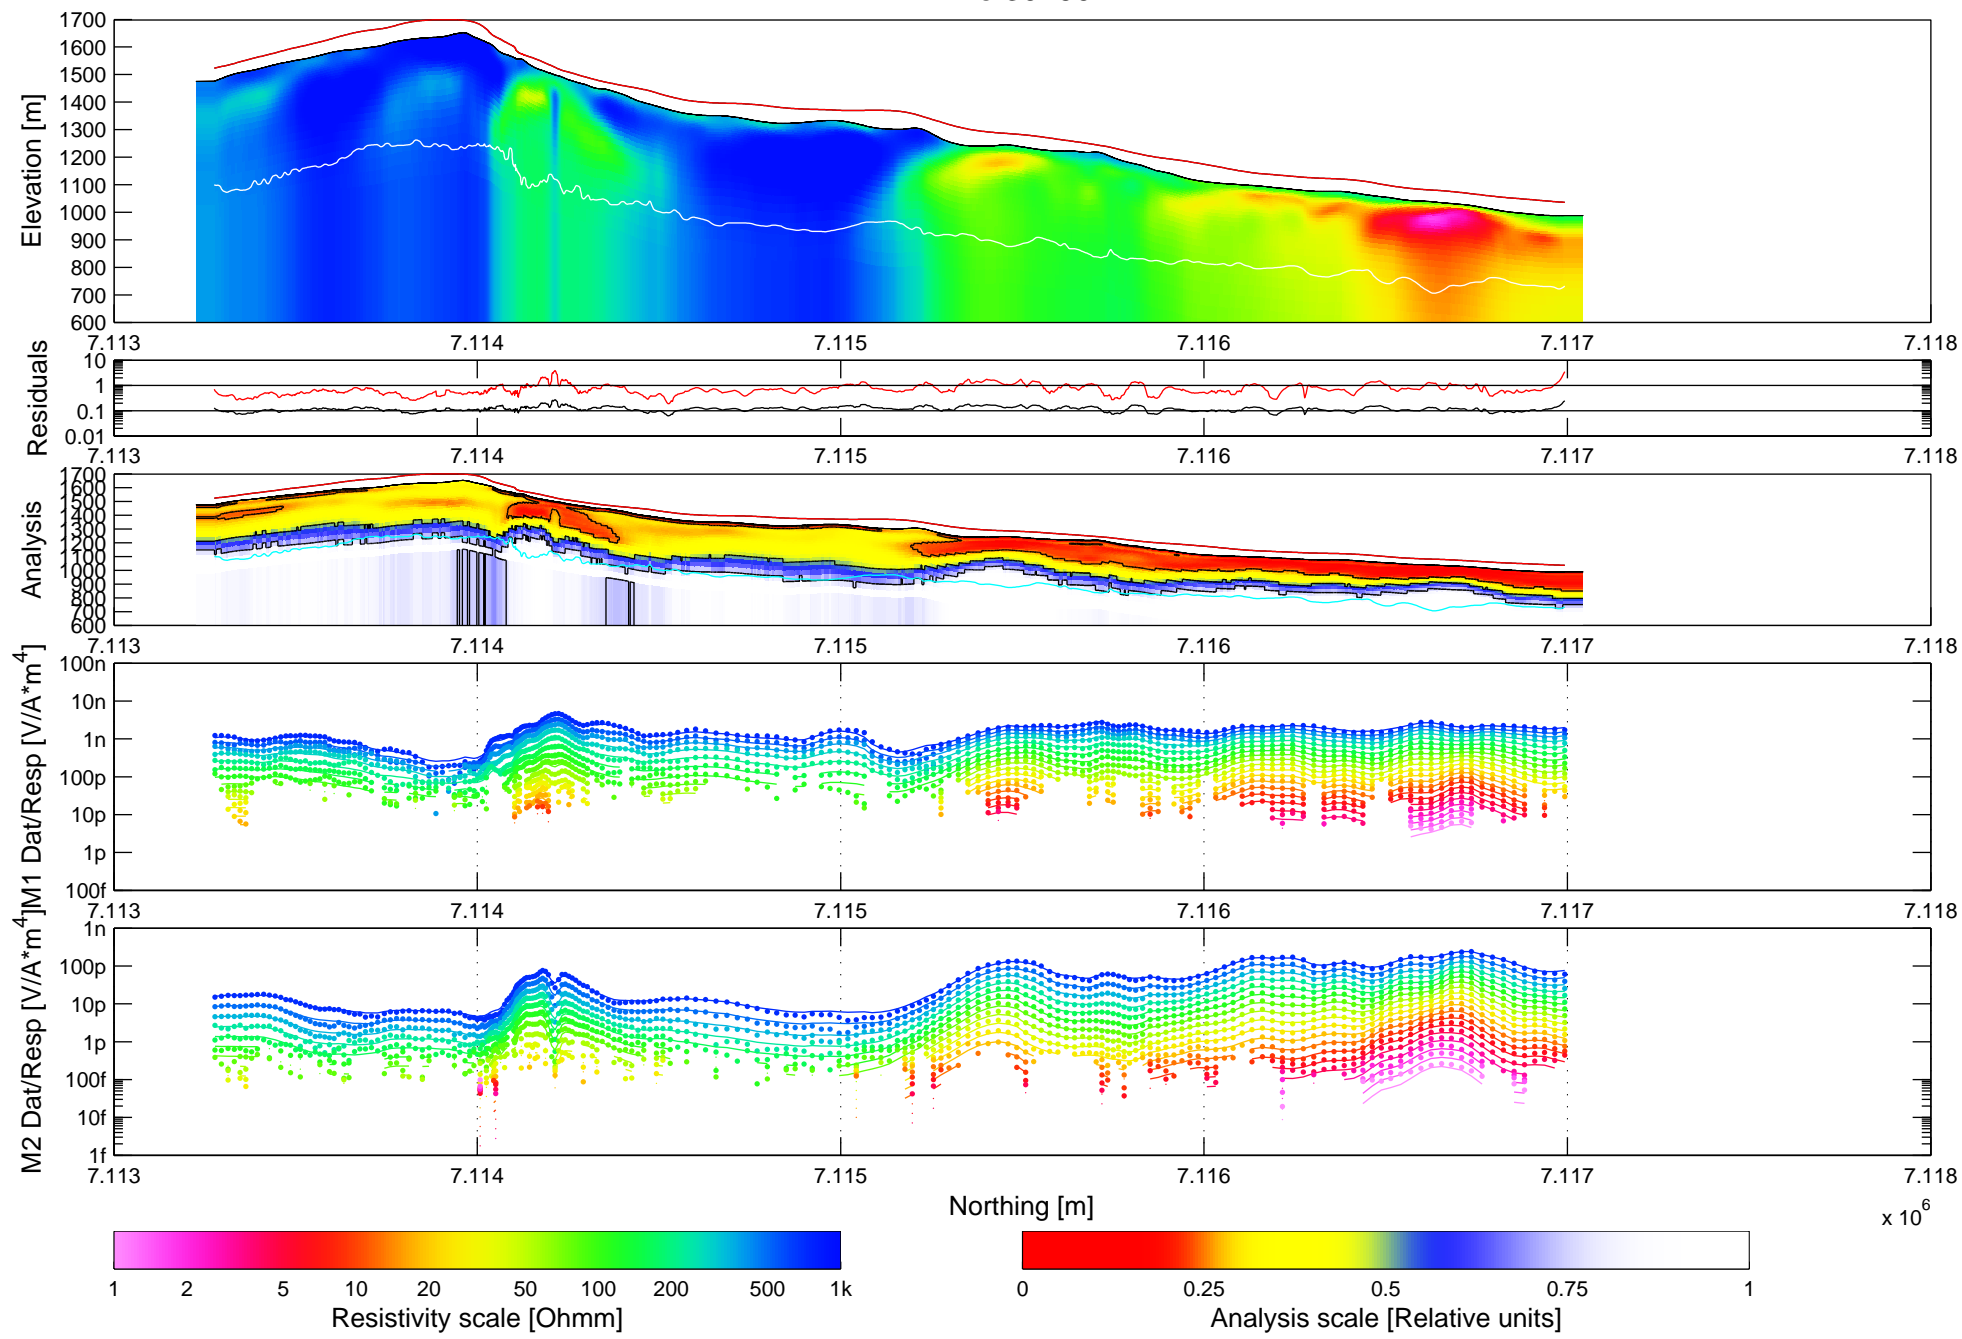 1700
1600
1500
1400
1300
1200
1100
1000
900
800
700
600
Elevation [m]
7.113 7.114 7.115 7.116 7.117 7.118
10
1
0.1
0.01
Residuals
7.113 7.114 7.115 7.116 7.117 7.118
1700
1600
1500
1400
1300
1200
1100
1000
900
800
700
600
Analysis
7.113 7.114 7.115 7.116 7.117 7.118
100n
10n
1n
100p
10p
1p
100f
M1 Dat/Resp [V/A*m^4]
7.113 7.114 7.115 7.116 7.117 7.118
1n
100p
10p
1p
100f
10f
1f
M2 Dat/Resp [V/A*m^4]
7.113 7.114 7.115 7.116 7.117 7.118
Northing [m]
x 10^6
1 2 5 10 20 50 100 200 500 1k
Resistivity scale [Ohmm]
0 0.25 0.5 0.75 1
Analysis scale [Relative units]